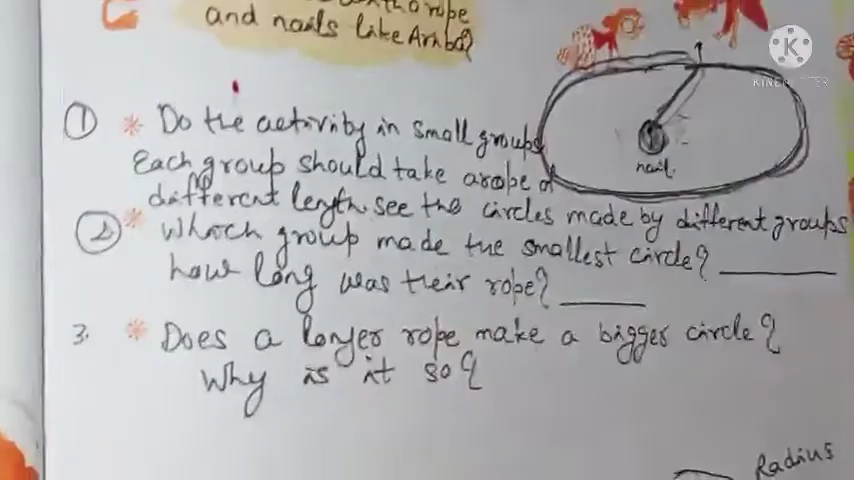 rope
and nails like Ariba?
KINEMASTER
① * Do the activity in small groups.
Each group should take a rope of
different length. see the circles made by different groups
nail.
② * Which group made the smallest circle?
how long was their rope?
3. * Does a longer rope make a bigger circle?
Why is it so?
Radius